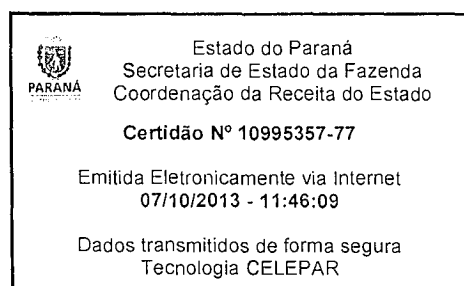 Estado do Paraná
Secretaria de Estado da Fazenda
PARANÁ
Coordenação da Receita do Estado
Certidão Nº 10995357-77
Emitida Eletronicamente via Internet
07/10/2013 - 11:46:09
Dados transmitidos de forma segura
Tecnologia CELEPAR